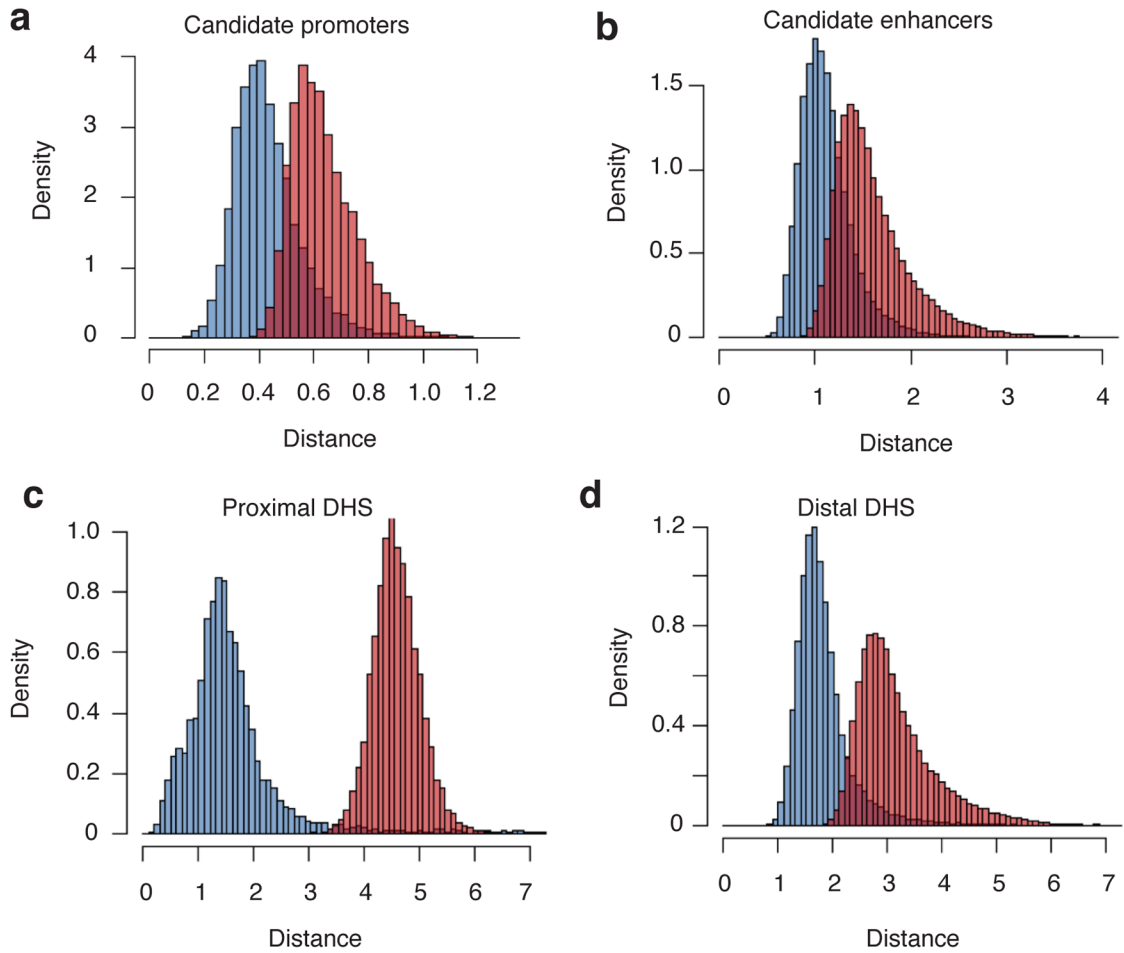 a
Candidate promoters
4
3
2
1
0
Density
0 0.2 0.4 0.6 0.8 1.0 1.2
Distance
b
Candidate enhancers
1.5
1.0
0.5
0
Density
0 1 2 3 4
Distance
c
Proximal DHS
1.0
0.8
0.6
0.4
0.2
0
Density
0 1 2 3 4 5 6 7
Distance
d
Distal DHS
1.2
0.8
0.4
0
Density
0 1 2 3 4 5 6 7
Distance